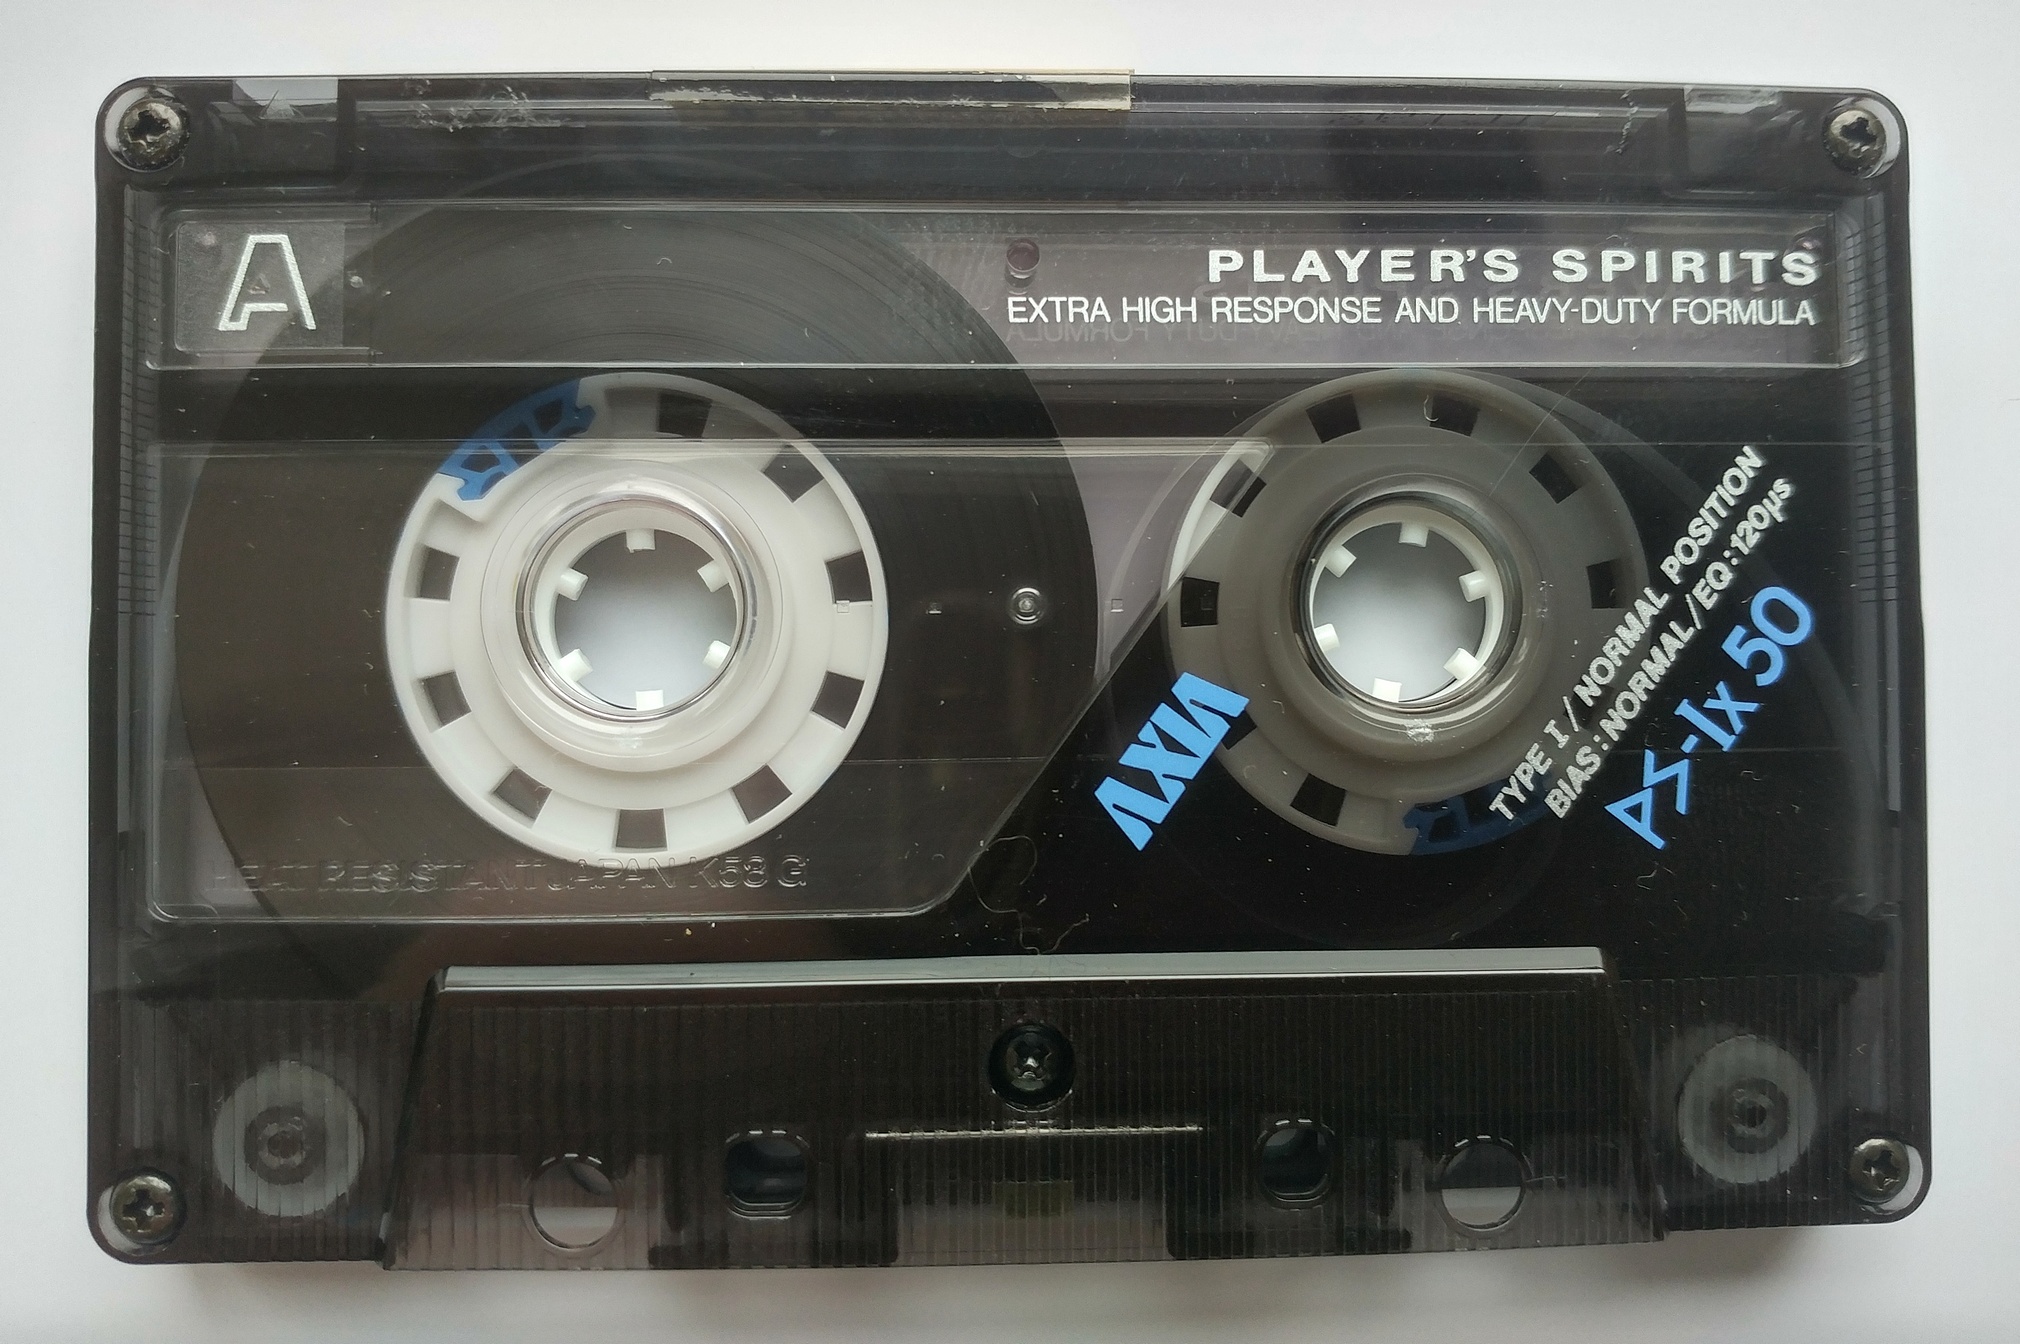 A
PLAYER'S SPIRITS
EXTRA HIGH RESPONSE AND HEAVY-DUTY FORMULA
AXIA
TYPE I / NORMAL POSITION
BIAS:NORMAL/EQ:120µs
PS-Ix 50
HEAT RESISTANT JAPAN K58 G